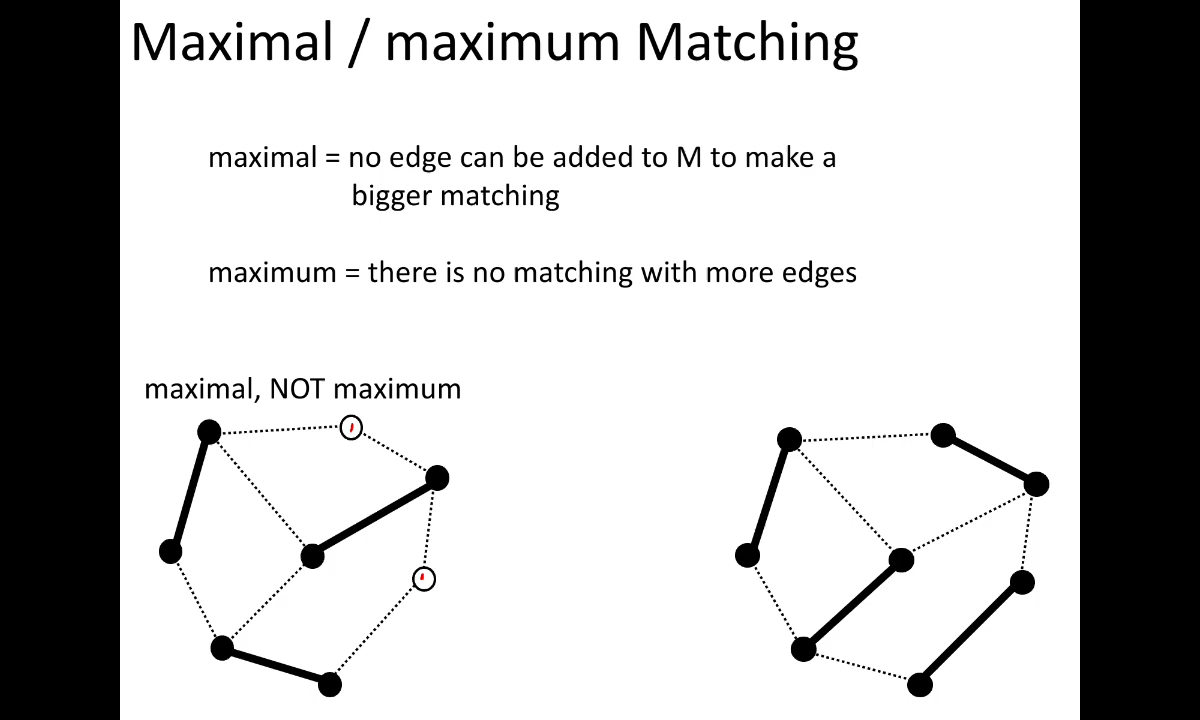 Maximal / maximum Matching
maximal = no edge can be added to M to make a
bigger matching
maximum = there is no matching with more edges
maximal, NOT maximum